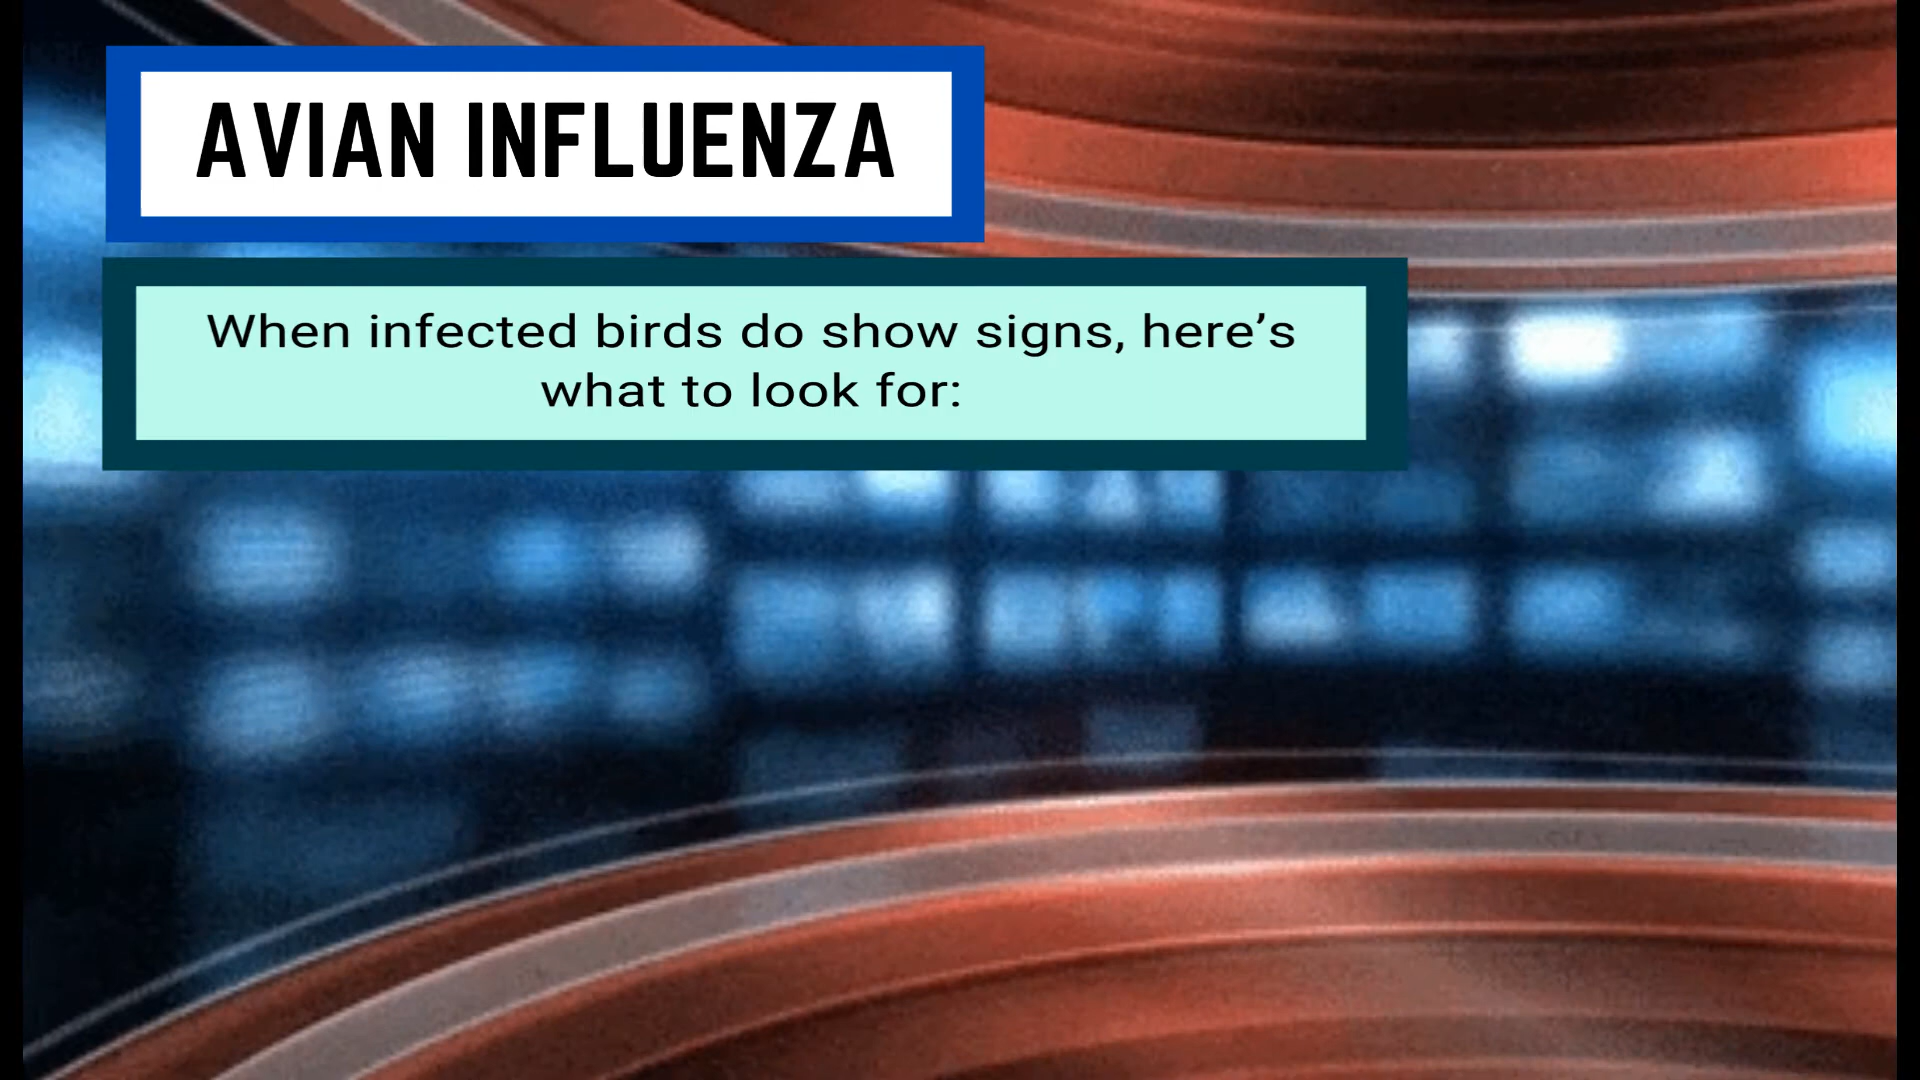 AVIAN INFLUENZA
When infected birds do show signs, here’s
what to look for: